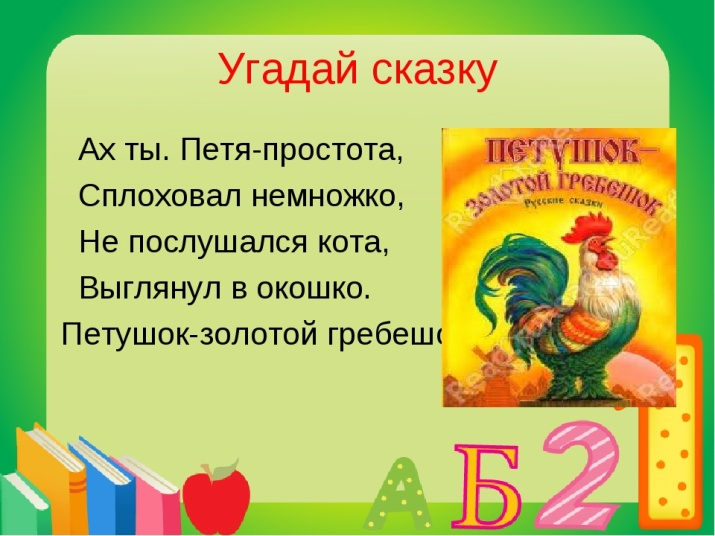 Угадай сказку
Ах ты. Петя-простота,
Сплоховал немножко,
Не послушался кота,
Выглянул в окошко.
Петушок-золотой гребешо
ПЕТУШОК–
ЗОЛОТОЙ ГРЕБЕШОК
Русские сказки
А Б 2 1